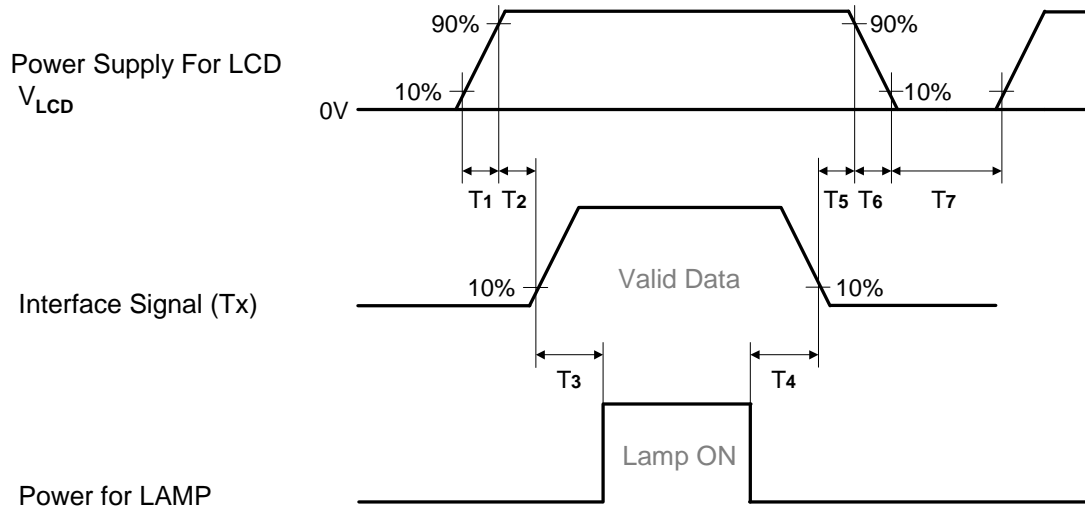 90%
90%
Power Supply For LCD
VLCD
10%
10%
0V
T1 T2
T5 T6 T7
Valid Data
10%
10%
Interface Signal (Tx)
T3
T4
Lamp ON
Power for LAMP